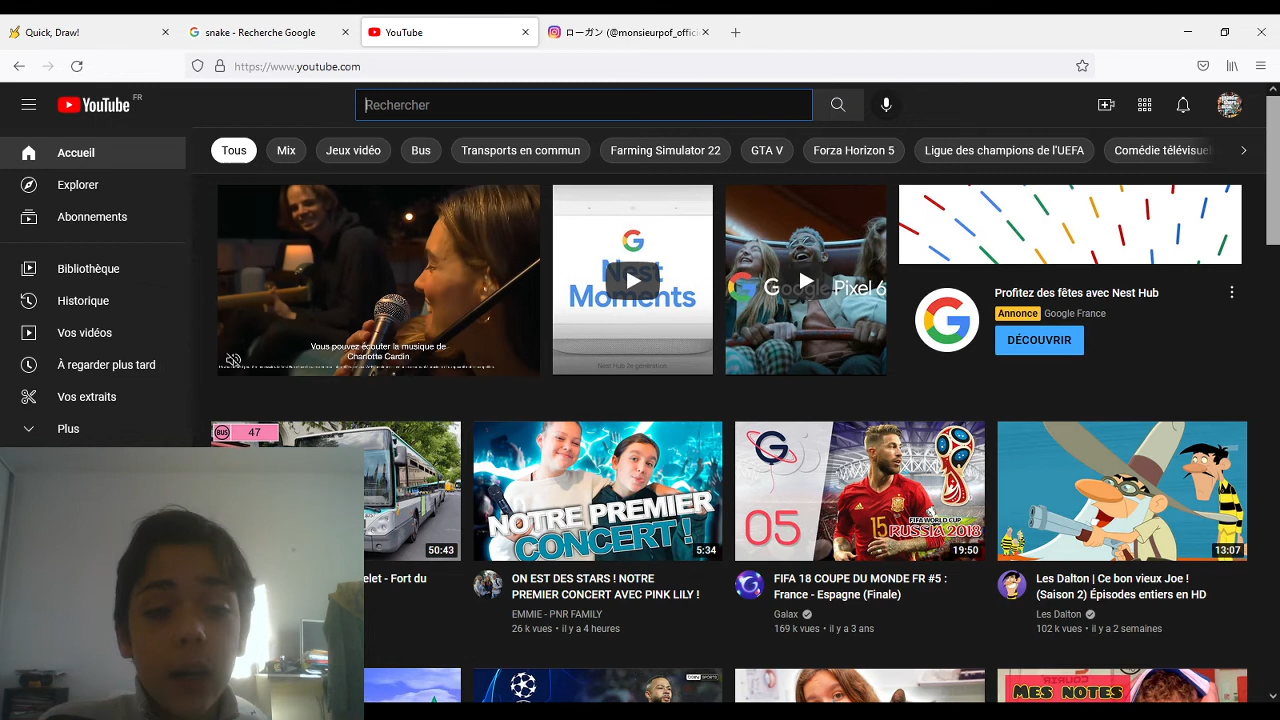 Quick, Draw!
snake - Recherche Google
YouTube
ローガン (@monsieurpof_offici
https://www.youtube.com
YouTube FR
Rechercher
Accueil
Explorer
Abonnements
Bibliothèque
Historique
Vos vidéos
À regarder plus tard
Vos extraits
Plus
Tous
Mix
Jeux vidéo
Bus
Transports en commun
Farming Simulator 22
GTA V
Forza Horizon 5
Ligue des champions de l'UEFA
Comédie télévisuel
Vous pouvez écouter la musique de
Charlotte Cardin
Nest
Moments
Nest Hub 2e génération
Google Pixel 6
Profitez des fêtes avec Nest Hub
Annonce Google France
DÉCOUVRIR
BUS 47
50:43
elet - Fort du
NOTRE PREMIER
CONCERT !
5:34
ON EST DES STARS ! NOTRE
PREMIER CONCERT AVEC PINK LILY !
EMMIE - PNR FAMILY
26 k vues • il y a 4 heures
05
15
FIFA WORLD CUP
RUSSIA 2018
19:50
FIFA 18 COUPE DU MONDE FR #5 :
France - Espagne (Finale)
Galax
169 k vues • il y a 3 ans
13:07
Les Dalton | Ce bon vieux Joe !
(Saison 2) Épisodes entiers en HD
Les Dalton
102 k vues • il y a 2 semaines
beIN SPORTS
MES NOTES